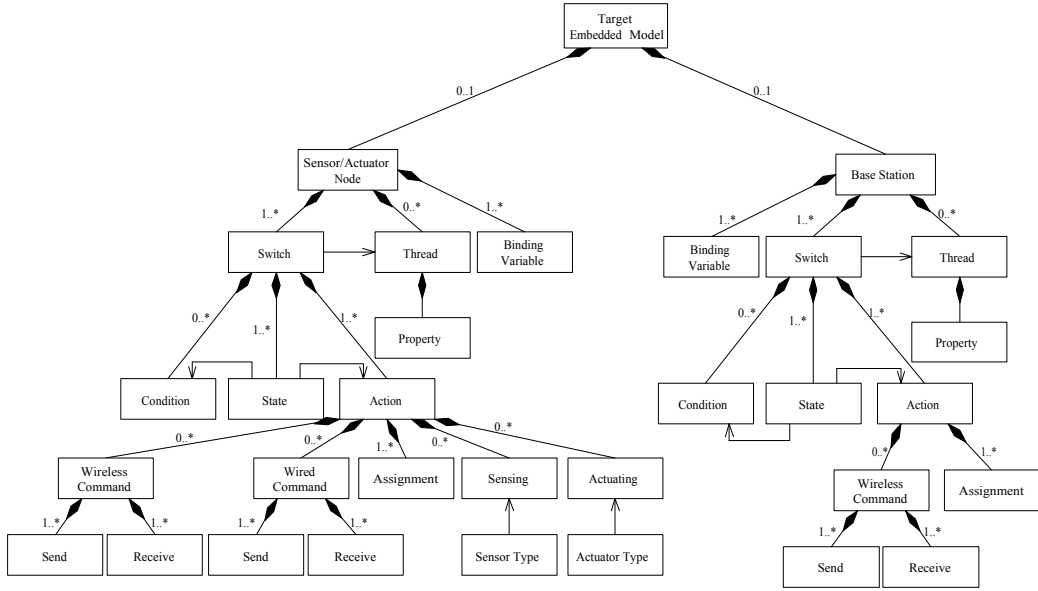 Target
Embedded Model
0..1
0..1
Sensor/Actuator
Node
Base Station
1..*
0..*
1..*
1..*
1..*
0..*
Switch
Thread
Binding
Variable
Binding
Variable
Switch
Thread
0..*
1..*
1..*
Property
0..*
1..*
1..*
Property
Condition
State
Action
Condition
State
Action
0..*
0..*
1..*
0..*
0..*
0..*
1..*
Wireless
Command
Wired
Command
Assignment
Sensing
Actuating
Wireless
Command
Assignment
1..*
1..*
1..*
1..*
1..*
1..*
Send
Receive
Send
Receive
Sensor Type
Actuator Type
Send
Receive